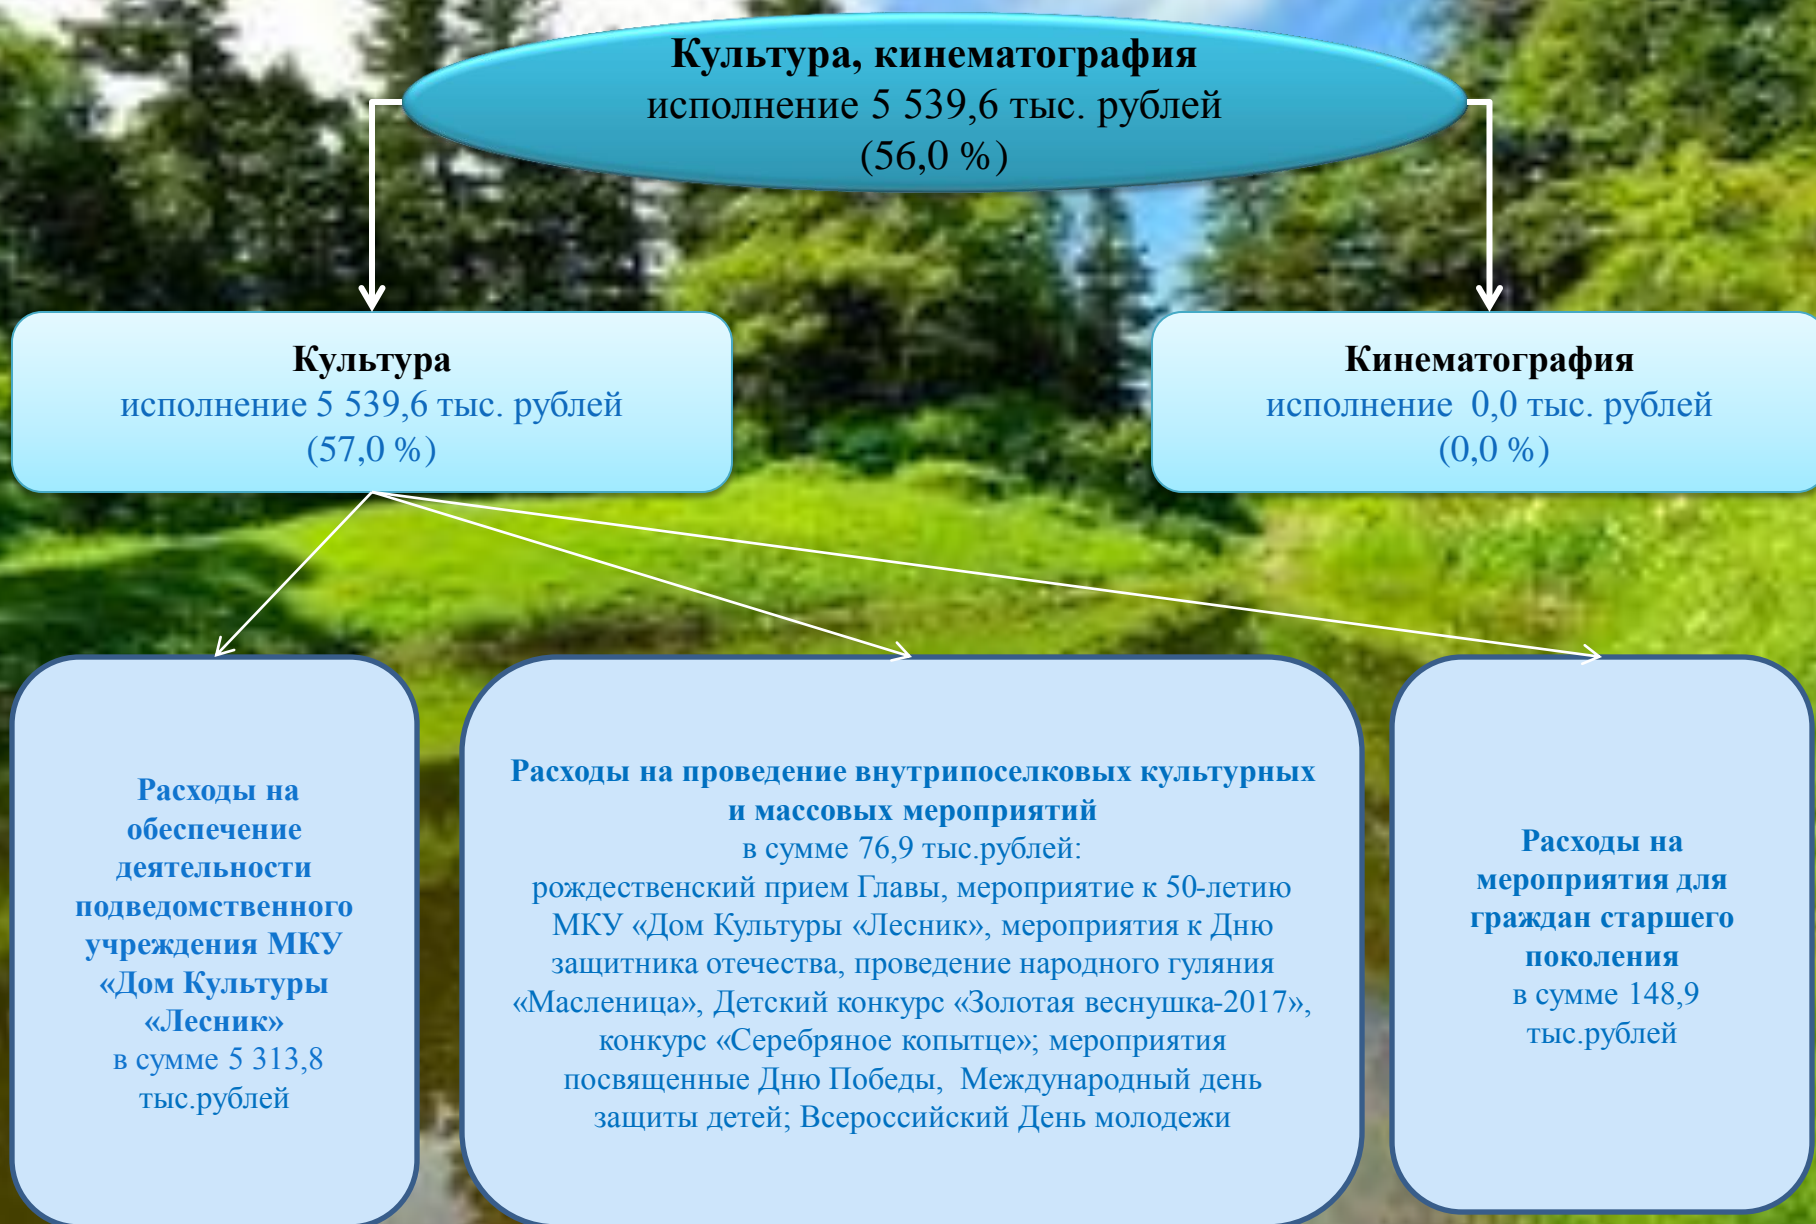 Культура, кинематография
исполнение 5 539,6 тыс. рублей
(56,0 %)
Культура
исполнение 5 539,6 тыс. рублей
(57,0 %)
Кинематография
исполнение  0,0 тыс. рублей
(0,0 %)
Расходы на
обеспечение
деятельности
подведомственного
учреждения МКУ
«Дом Культуры
«Лесник»
в сумме 5 313,8
тыс.рублей
Расходы на проведение внутрипоселковых культурных
и массовых мероприятий
в сумме 76,9 тыс.рублей:
рождественский прием Главы, мероприятие к 50-летию
МКУ «Дом Культуры «Лесник», мероприятия к Дню
защитника отечества, проведение народного гуляния
«Масленица», Детский конкурс «Золотая веснушка-2017»,
конкурс «Серебряное копытце»; мероприятия
посвященные Дню Победы,  Международный день
защиты детей; Всероссийский День молодежи
Расходы на
мероприятия для
граждан старшего
поколения
в сумме 148,9
тыс.рублей